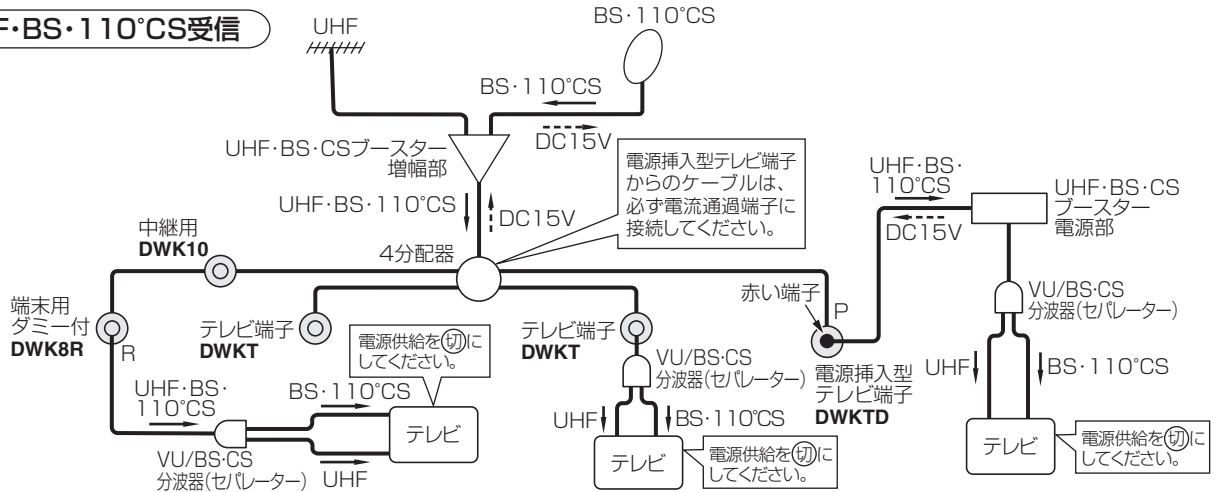 F・BS・110°CS受信
UHF
BS・110°CS
BS・110°CS
DC15V
UHF・BS・CSブースター
増幅部
UHF・BS・110°CS
DC15V
電源挿入型テレビ端子
からのケーブルは、
必ず電流通過端子に
接続してください。
UHF・BS・
110°CS
DC15V
UHF・BS・CS
ブースター
電源部
中継用
DWK10
4分配器
端末用
ダミー付
DWK8R
R
テレビ端子
DWKT
テレビ端子
DWKT
赤い端子
P
電源挿入型
テレビ端子
DWKTD
VU/BS・CS
分波器(セパレーター)
UHF
BS・110°CS
テレビ
電源供給を切に
してください。
UHF・BS・
110°CS
VU/BS・CS
分波器(セパレーター)
BS・110°CS
UHF
テレビ
電源供給を切に
してください。
VU/BS・CS
分波器(セパレーター)
UHF
BS・110°CS
テレビ
電源供給を切に
してください。